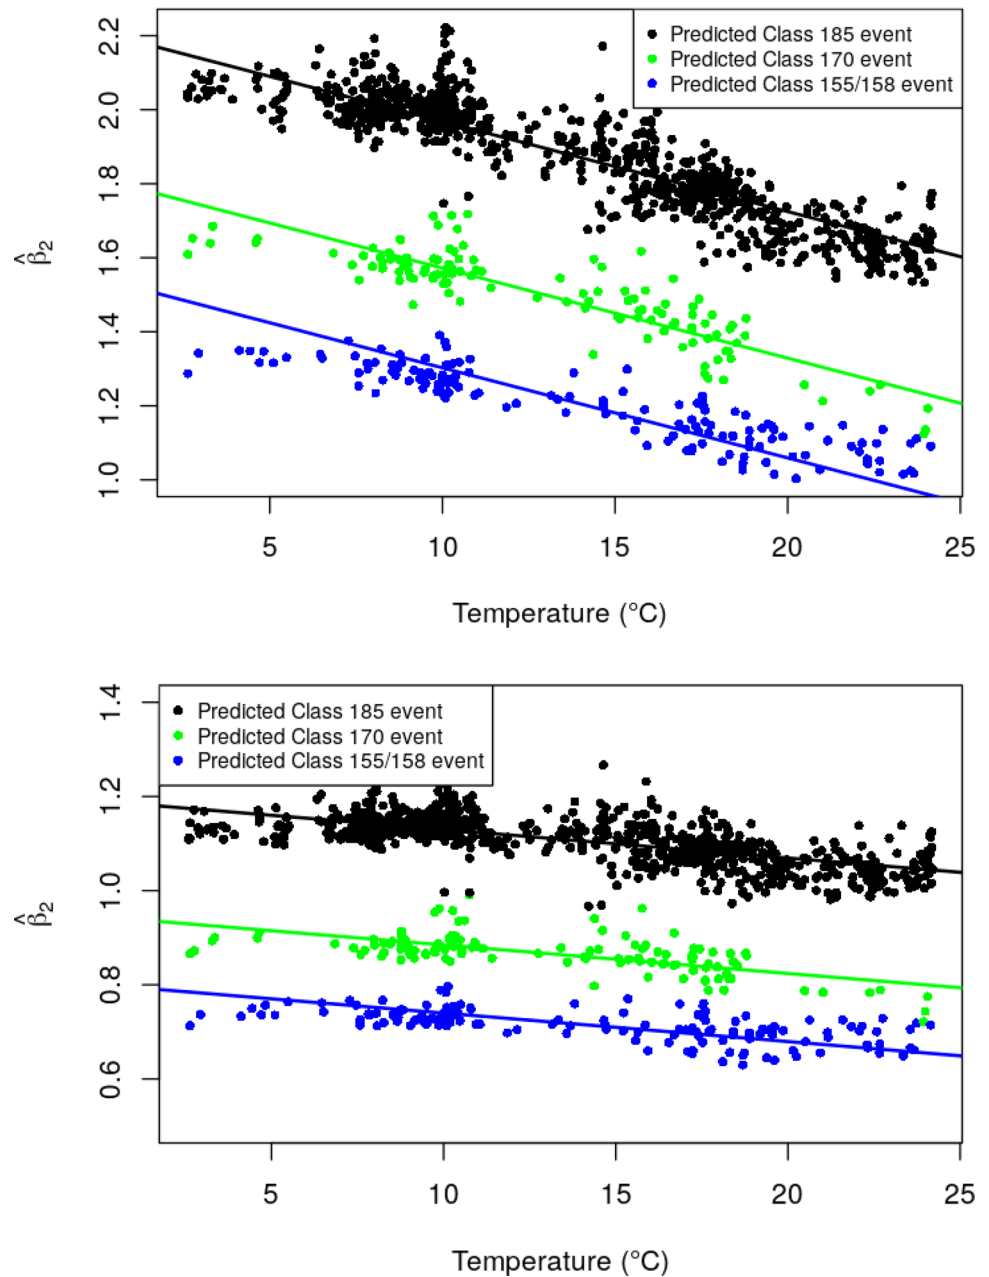 2.2
2.0
1.8
1.6
1.4
1.2
1.0
β̂₂
Predicted Class 185 event
Predicted Class 170 event
Predicted Class 155/158 event
5 10 15 20 25
Temperature (°C)
1.4
1.2
1.0
0.8
0.6
β̂₂
Predicted Class 185 event
Predicted Class 170 event
Predicted Class 155/158 event
5 10 15 20 25
Temperature (°C)